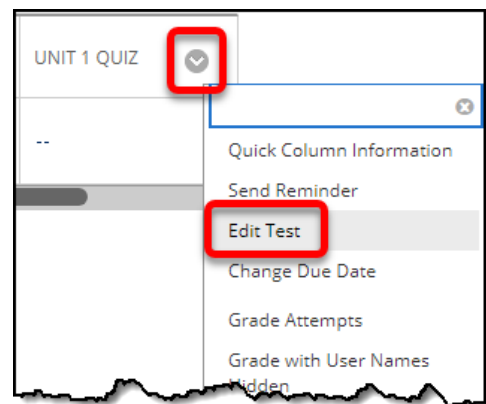 UNIT 1 QUIZ
--
Quick Column Information
Send Reminder
Edit Test
Change Due Date
Grade Attempts
Grade with User Names
Hidden